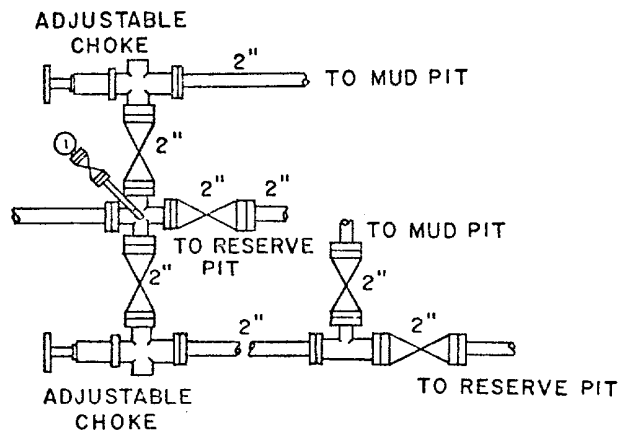 ADJUSTABLE
CHOKE
2"
TO MUD PIT
2"
1
2"
2"
TO RESERVE
PIT
TO MUD PIT
2"
2"
2"
2"
ADJUSTABLE
CHOKE
TO RESERVE PIT